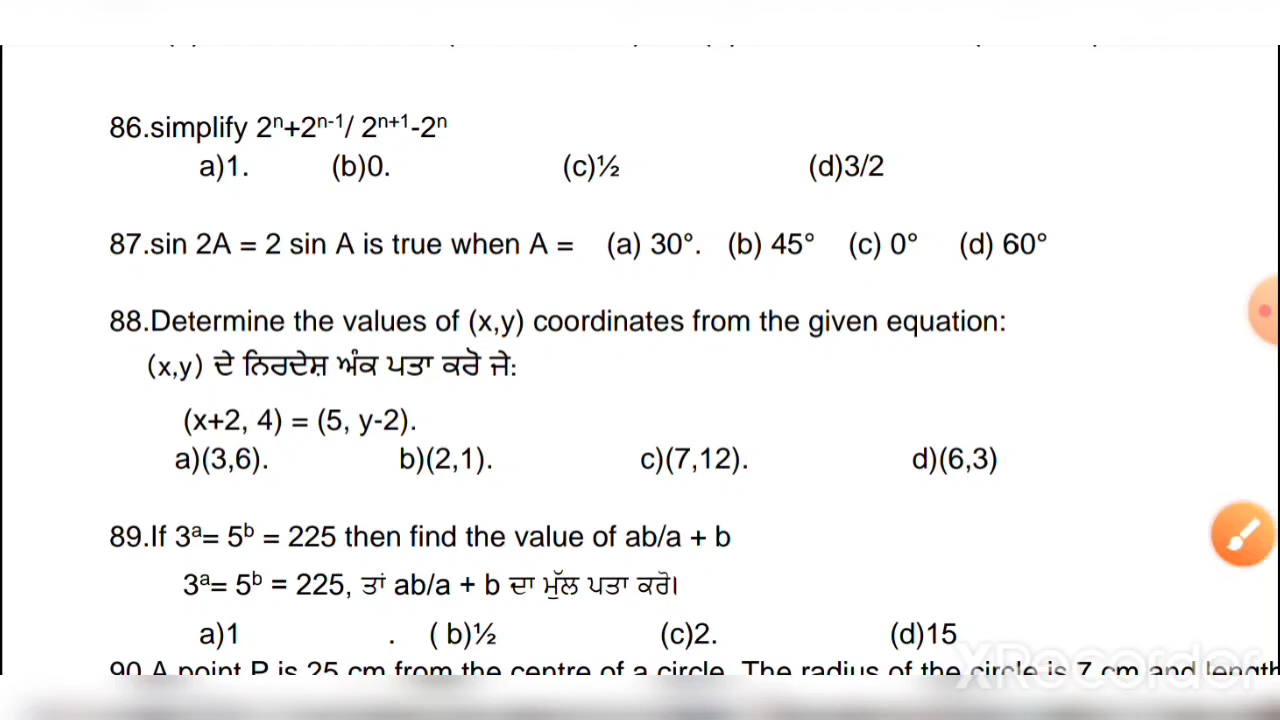 86.simplify 2ⁿ+2ⁿ⁻¹/ 2ⁿ⁺¹-2ⁿ
a)1. (b)0. (c)½ (d)3/2
87.sin 2A = 2 sin A is true when A = (a) 30°. (b) 45° (c) 0° (d) 60°
88.Determine the values of (x,y) coordinates from the given equation:
(x,y) ਦੇ ਨਿਰਦੇਸ਼ ਅੰਕ ਪਤਾ ਕਰੋ ਜੇ:
(x+2, 4) = (5, y-2).
a)(3,6). b)(2,1). c)(7,12). d)(6,3)
89.If 3ᵃ= 5ᵇ = 225 then find the value of ab/a + b
3ᵃ= 5ᵇ = 225, ਤਾਂ ab/a + b ਦਾ ਮੁੱਲ ਪਤਾ ਕਰੋ।
a)1 . ( b)½ (c)2. (d)15
90.A point P is 25 cm from the centre of a circle. The radius of the circle is 7 cm and length
XRecorder